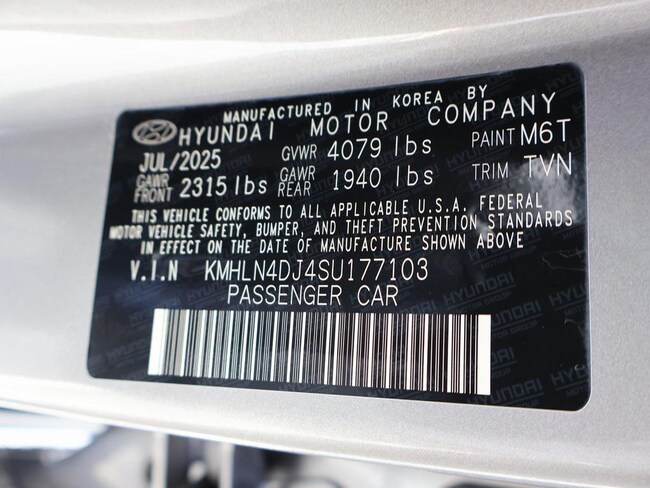 MANUFACTURED IN KOREA BY
HYUNDAI MOTOR COMPANY
JUL/2025 GVWR 4079 lbs PAINT M6T
GAWR FRONT 2315 lbs GAWR REAR 1940 lbs TRIM TVN
THIS VEHICLE CONFORMS TO ALL APPLICABLE U.S.A. FEDERAL
MOTOR VEHICLE SAFETY, BUMPER, AND THEFT PREVENTION STANDARDS
IN EFFECT ON THE DATE OF MANUFACTURE SHOWN ABOVE
V.I.N KMHLN4DJ4SU177103
PASSENGER CAR